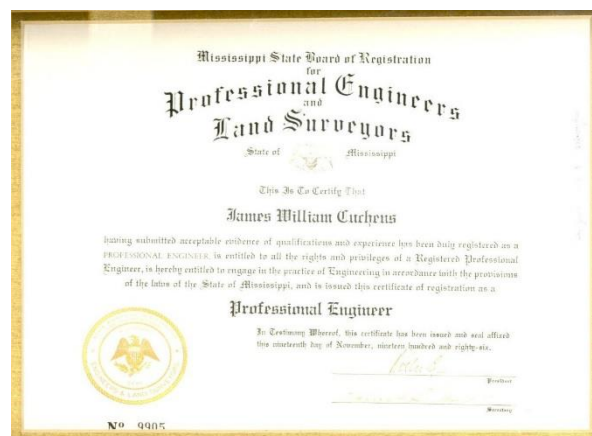 Mississippi State Board of Registration
for
Professional Engineers
and
Land Surveyors
State of Mississippi
This Is To Certify That
James William Cuchens
having submitted acceptable evidence of qualifications and experience has been duly registered as a
PROFESSIONAL ENGINEER is entitled to all the rights and privileges of a Registered Professional
Engineer, is hereby entitled to engage in the practice of Engineering in accordance with the provisions
of the laws of the State of Mississippi, and is issued this certificate of registration as a
Professional Engineer
In Testimony Whereof, this certificate has been issued and seal affixed
this nineteenth day of November, nineteen hundred and eighty-six.
President
Secretary
ENGINEERS & LAND SURVEYORS
Nº 9905